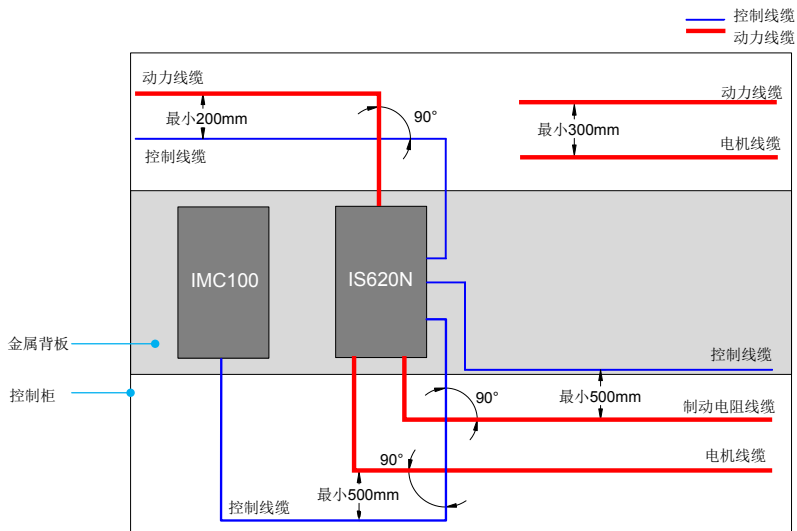 控制线缆
动力线缆
动力线缆
最小200mm
90°
控制线缆
动力线缆
最小300mm
电机线缆
IMC100
IS620N
金属背板
控制柜
控制线缆
最小500mm
90°
制动电阻线缆
90°
电机线缆
最小500mm
控制线缆